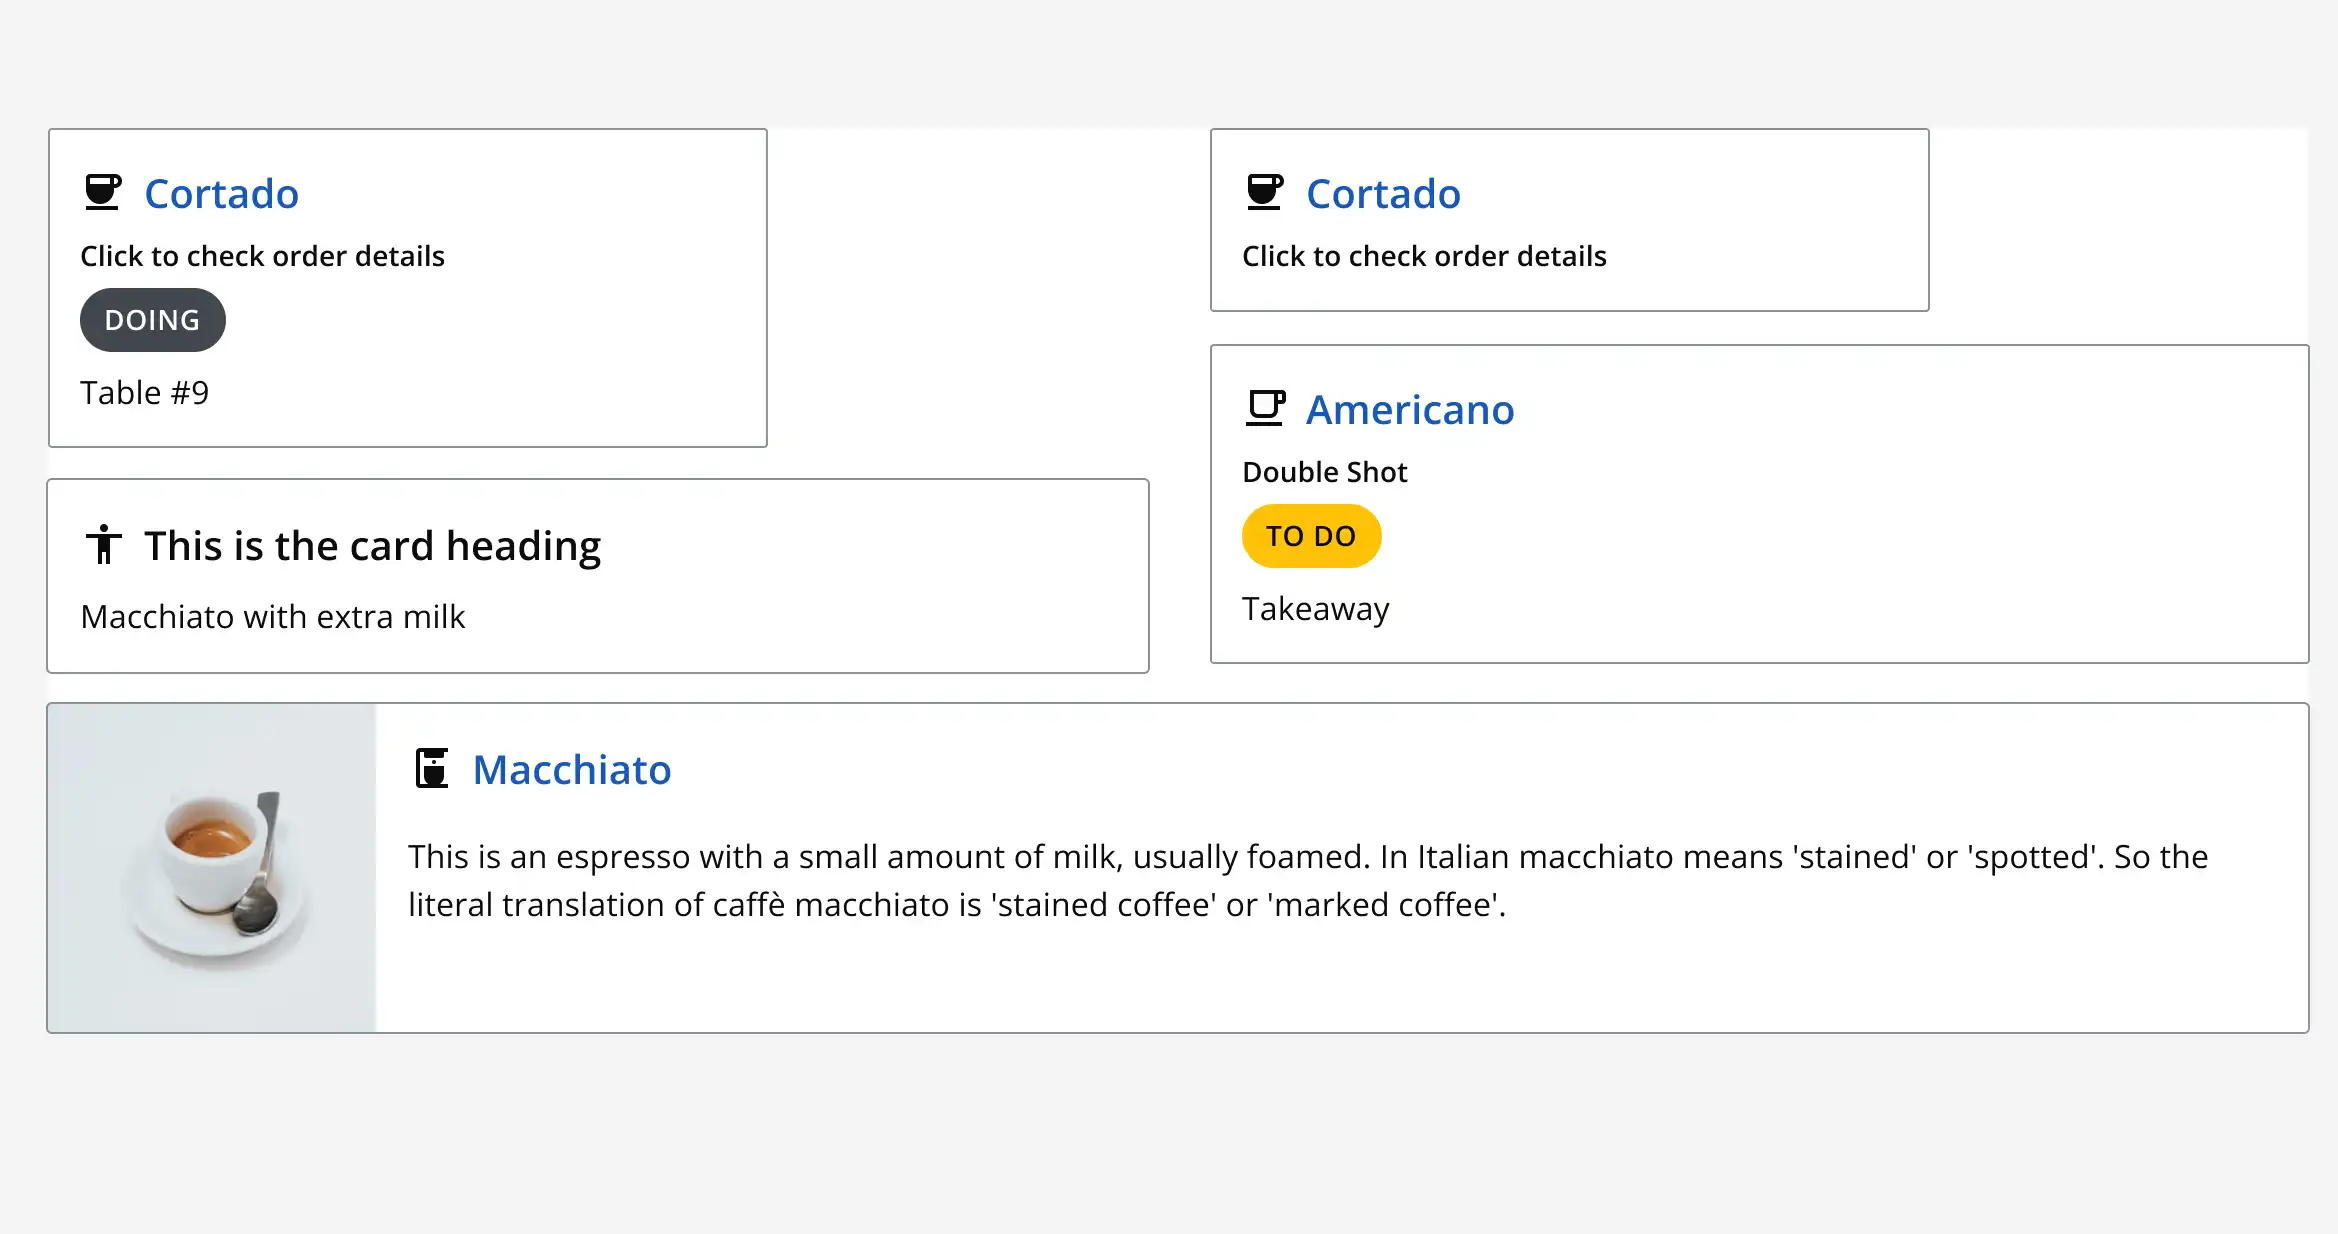 Cortado
Click to check order details
DOING
Table #9
This is the card heading
Macchiato with extra milk
Cortado
Click to check order details
Americano
Double Shot
TO DO
Takeaway
Macchiato
This is an espresso with a small amount of milk, usually foamed. In Italian macchiato means 'stained' or 'spotted'. So the
literal translation of caffè macchiato is 'stained coffee' or 'marked coffee'.